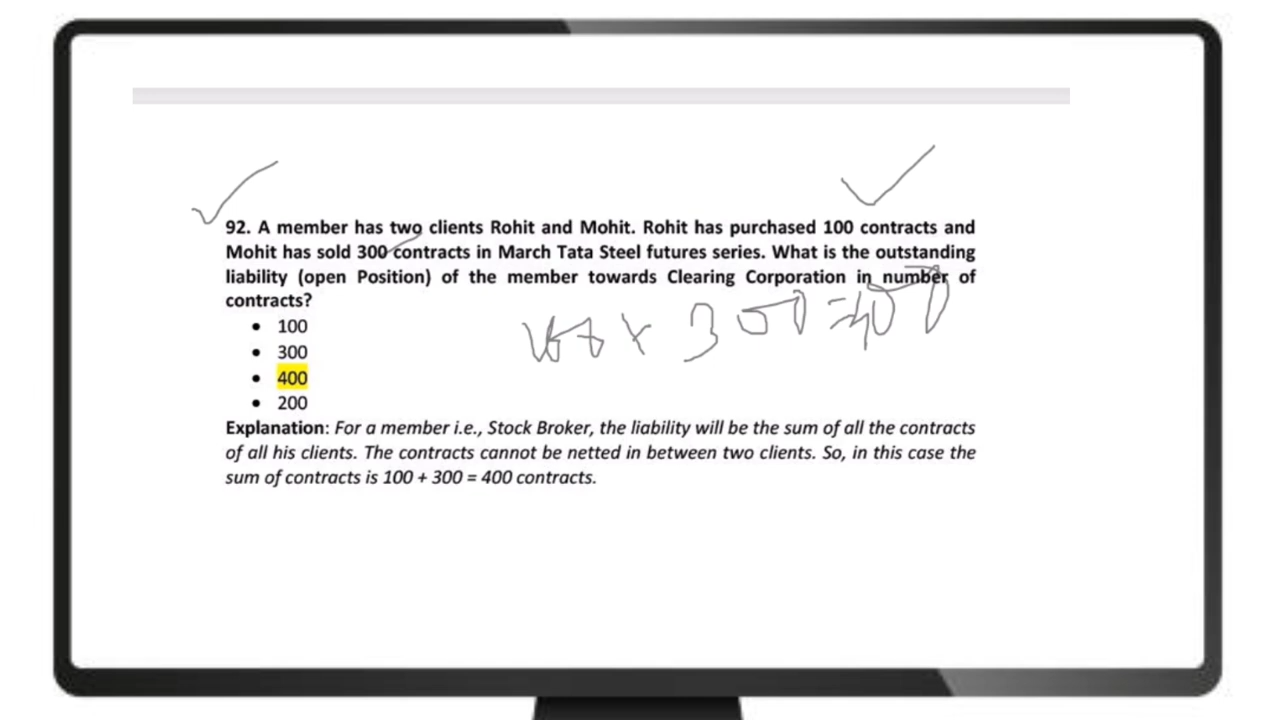 92. A member has two clients Rohit and Mohit. Rohit has purchased 100 contracts and
Mohit has sold 300 contracts in March Tata Steel futures series. What is the outstanding
liability (open Position) of the member towards Clearing Corporation in number of
contracts?
• 100
• 300
100 + 300 = 400
• 400
• 200
Explanation: For a member i.e., Stock Broker, the liability will be the sum of all the contracts
of all his clients. The contracts cannot be netted in between two clients. So, in this case the
sum of contracts is 100 + 300 = 400 contracts.